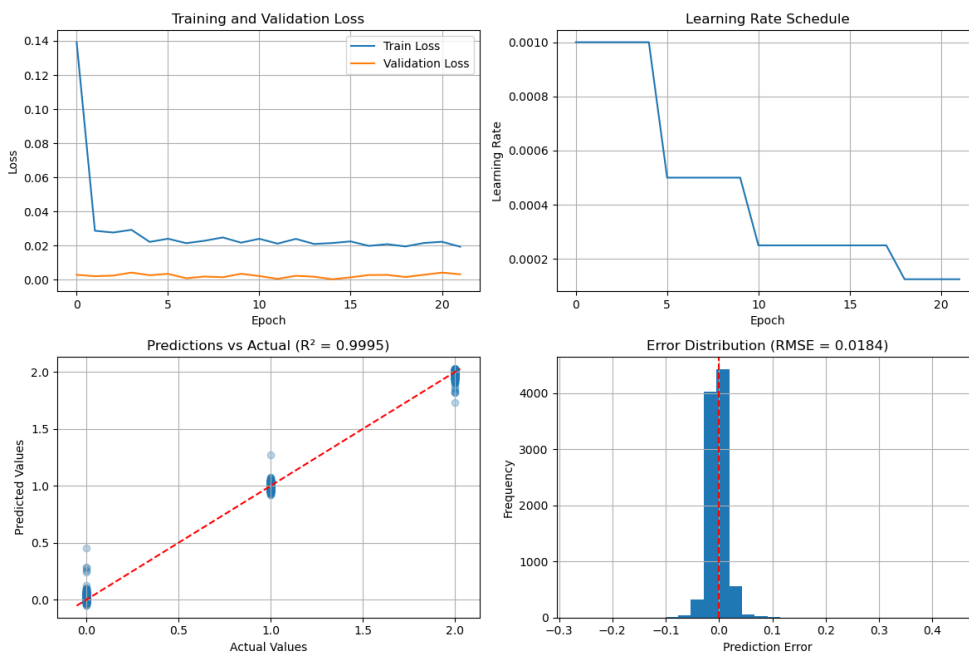 Training and Validation Loss
Loss
0.14
0.12
0.10
0.08
0.06
0.04
0.02
0.00
Train Loss
Validation Loss
0 5 10 15 20
Epoch
Learning Rate Schedule
Learning Rate
0.0010
0.0008
0.0006
0.0004
0.0002
0 5 10 15 20
Epoch
Predictions vs Actual (R² = 0.9995)
Predicted Values
2.0
1.5
1.0
0.5
0.0
0.0 0.5 1.0 1.5 2.0
Actual Values
Error Distribution (RMSE = 0.0184)
Frequency
4000
3000
2000
1000
0
−0.3 −0.2 −0.1 0.0 0.1 0.2 0.3 0.4
Prediction Error